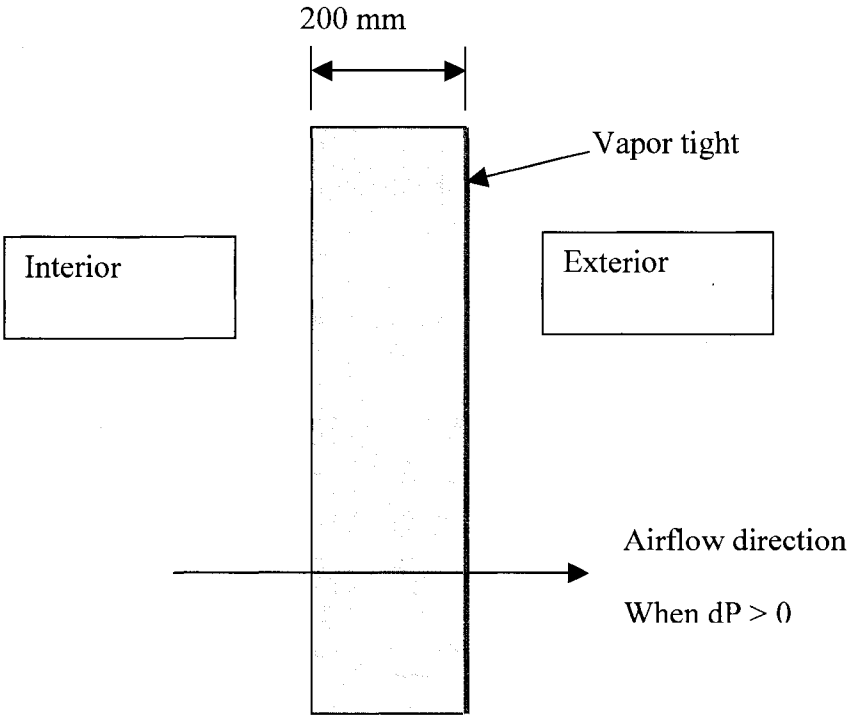 200 mm
Vapor tight
Interior
Exterior
Airflow direction
When dP > 0